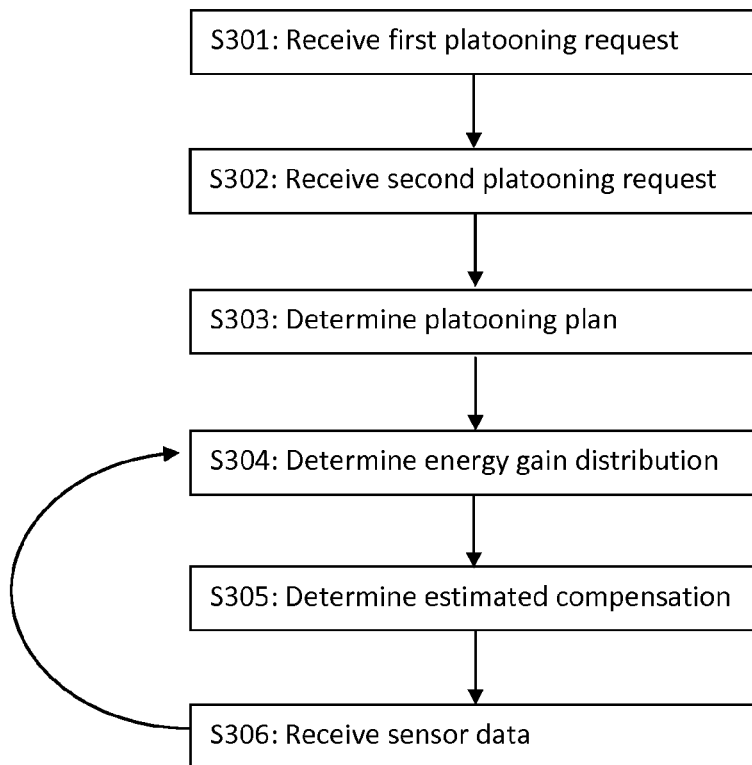 S301: Receive first platooning request
S302: Receive second platooning request
S303: Determine platooning plan
S304: Determine energy gain distribution
S305: Determine estimated compensation
S306: Receive sensor data